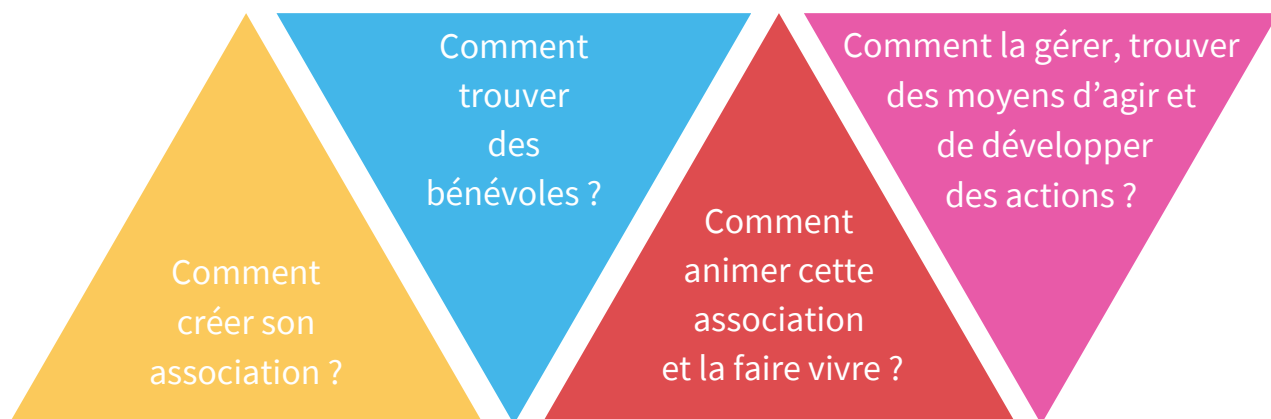 Comment
créer son
association ?
Comment
trouver
des
bénévoles ?
Comment
animer cette
association
et la faire vivre ?
Comment la gérer, trouver
des moyens d’agir et
de développer
des actions ?